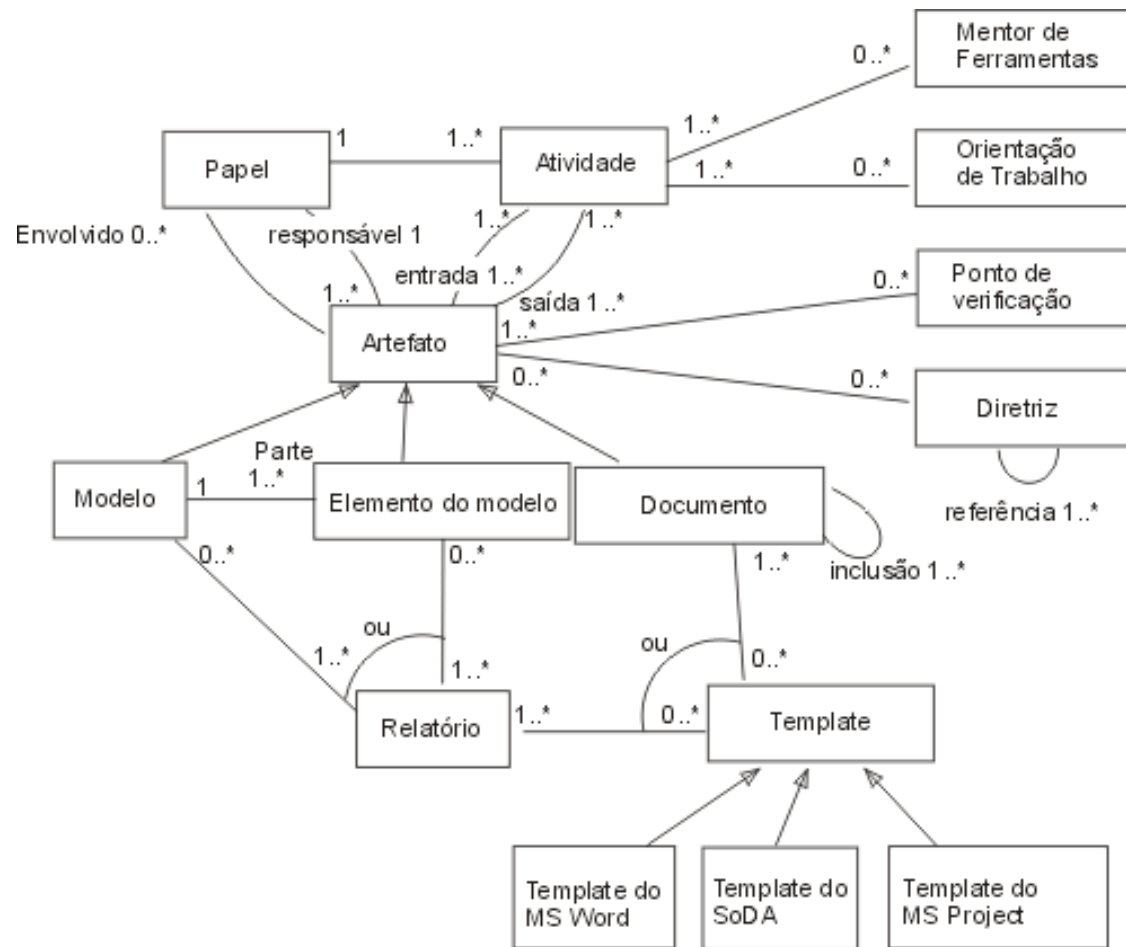 Mentor de
Ferramentas
0..*
1
1..*
1..*
Papel
Atividade
Orientação
de Trabalho
1..*
0..*
Envolvido 0..*
responsável 1
1..*
1..*
entrada 1..*
saída 1..*
0..*
Ponto de
verificação
1..*
1..*
Artefato
0..*
0..*
Diretriz
Parte
1
1..*
Modelo
Elemento do modelo
Documento
referência 1..*
0..*
0..*
1..*
inclusão 1..*
ou
ou
1..*
1..*
0..*
Relatório
1..*
0..*
Template
Template do
MS Word
Template do
SoDA
Template do
MS Project